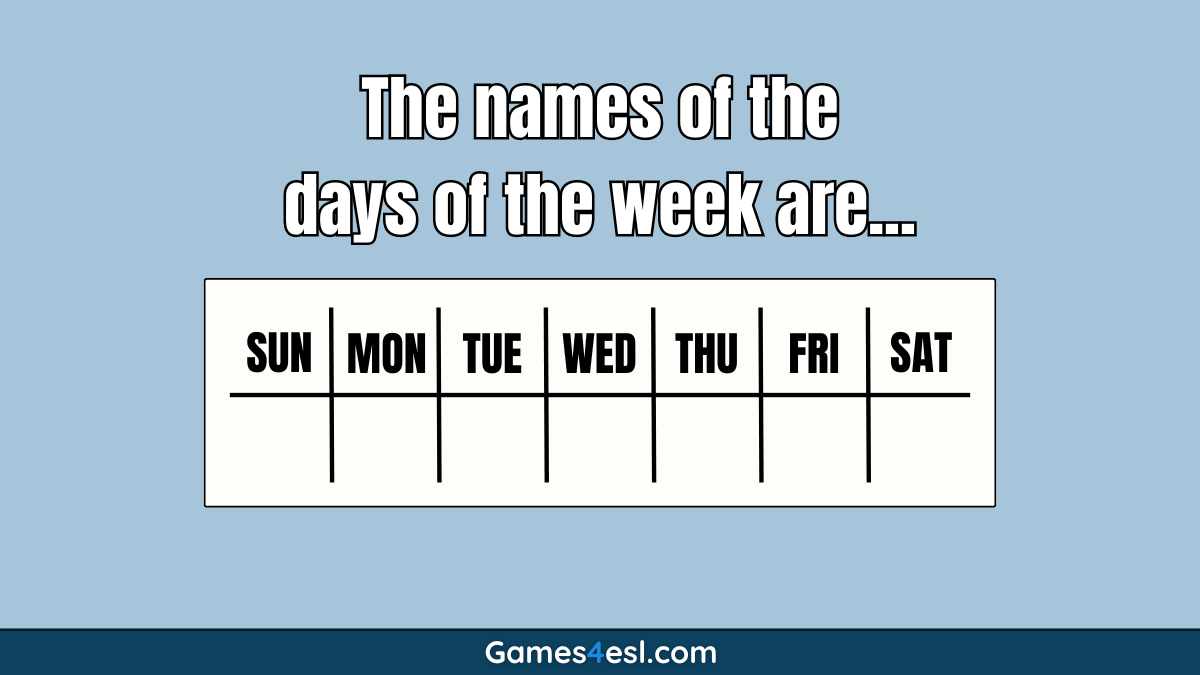 The names of the
days of the week are...
SUN MON TUE WED THU FRI SAT
Games4esl.com